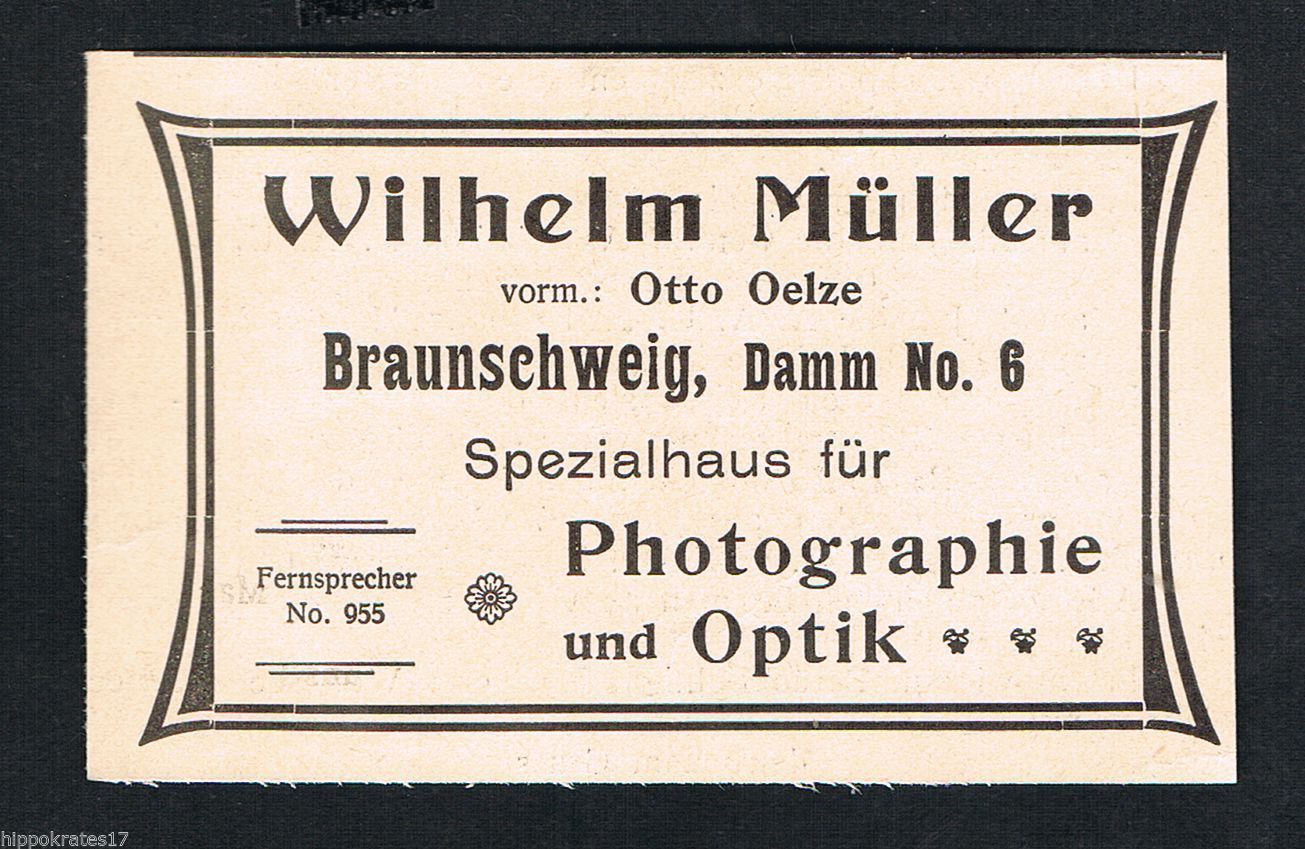 Wilhelm Müller
vorm.: Otto Oelze
Braunschweig, Damm No. 6
Spezialhaus für
Photographie
und Optik
Fernsprecher
No. 955
hippokrates17